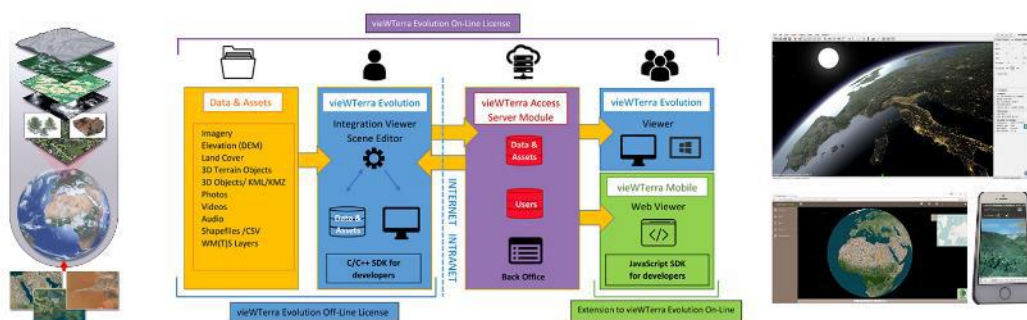 vieWTerra Evolution On-Line License
Data & Assets
Imagery
Elevation (DEM)
Land Cover
3D Terrain Objects
3D Objects/ KML/KMZ
Photos
Videos
Audio
Shapefiles /CSV
WM(T)S Layers
vieWTerra Evolution
Integration Viewer
Scene Editor
Data &
Assets
C/C++ SDK for
developers
INTERNET INTRANET
vieWTerra Access
Server Module
Data &
Assets
Users
Back Office
vieWTerra Evolution
Viewer
vieWTerra Mobile
Web Viewer
JavaScript SDK
for developers
vieWTerra Evolution Off-Line License
Extension to vieWTerra Evolution On-Line